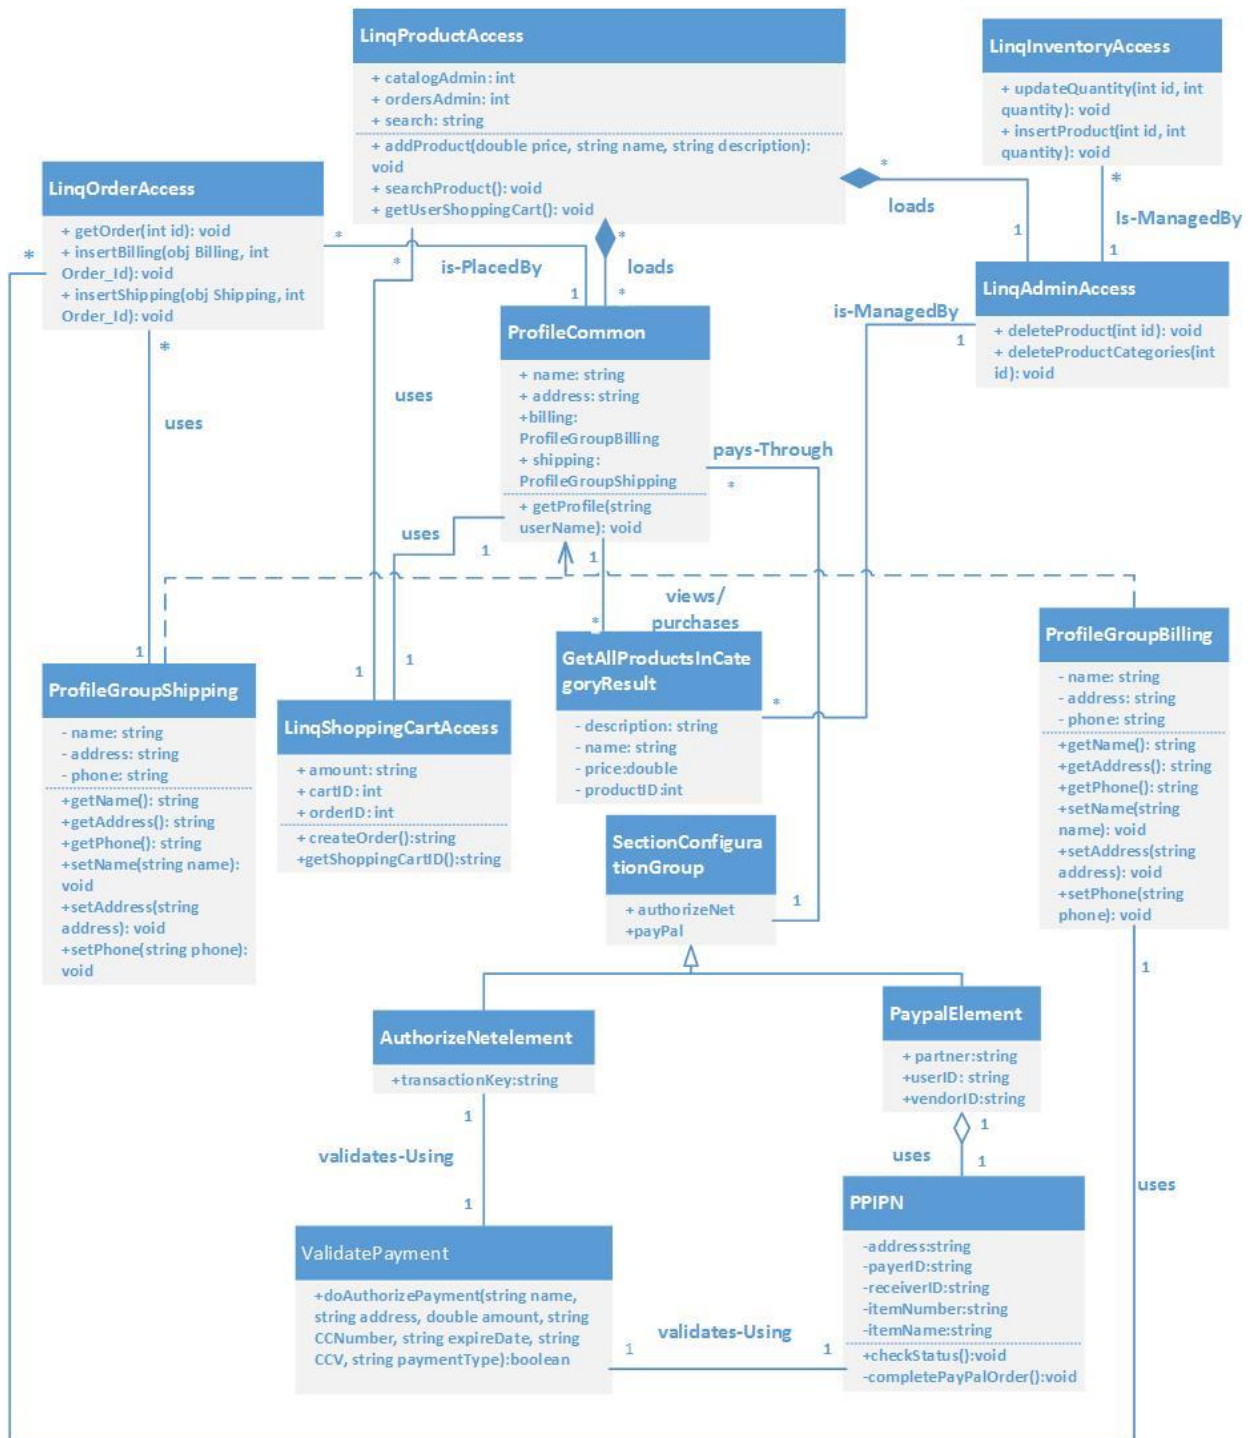 LinqProductAccess
+ catalogAdmin: int
+ ordersAdmin: int
+ search: string
+ addProduct(double price, string name, string description):
void
+ searchProduct(): void
+ getUserShoppingCart(): void
LinqInventoryAccess
+ updateQuantity(int id, int
quantity): void
+ insertProduct(int id, int
quantity): void
LinqOrderAccess
+ getOrder(int id): void
+ insertBilling(obj Billing, int
Order_Id): void
+ insertShipping(obj Shipping, int
Order_Id): void
*
loads
1
*
Is-ManagedBy
1
*
*
is-PlacedBy
1
*
*
loads
*
LinqAdminAccess
+ deleteProduct(int id): void
+ deleteProductCategories(int
id): void
is-ManagedBy
1
ProfileCommon
+ name: string
+ address: string
+billing:
ProfileGroupBilling
+ shipping:
ProfileGroupShipping
+ getProfile(string
userName): void
*
uses
1
uses
1
pays-Through
*
uses
1
1
1
views/
purchases
*
ProfileGroupShipping
- name: string
- address: string
- phone: string
+getName(): string
+getAddress(): string
+getPhone(): string
+setName(string name):
void
+setAddress(string
address): void
+setPhone(string phone):
void
LinqShoppingCartAccess
+ amount: string
+ cartID: int
+ orderID: int
+ createOrder():string
+getShoppingCartID():string
GetAllProductsInCate
goryResult
- description: string
- name: string
- price:double
- productID:int
*
ProfileGroupBilling
- name: string
- address: string
- phone: string
+getName(): string
+getAddress(): string
+getPhone(): string
+setName(string
name): void
+setAddress(string
address): void
+setPhone(string
phone): void
SectionConfigura
tionGroup
+ authorizeNet
+payPal
1
1
uses
AuthorizeNetelement
+transactionKey:string
PaypalElement
+ partner:string
+userID: string
+vendorID:string
1
validates-Using
1
1
uses
1
ValidatePayment
+doAuthorizePayment(string name,
string address, double amount, string
CCNumber, string expireDate, string
CCV, string paymentType):boolean
validates-Using
1
1
PPIPN
-address:string
-payerID:string
-receiverID:string
-itemNumber:string
-itemName:string
+checkStatus():void
-completePayPalOrder():void